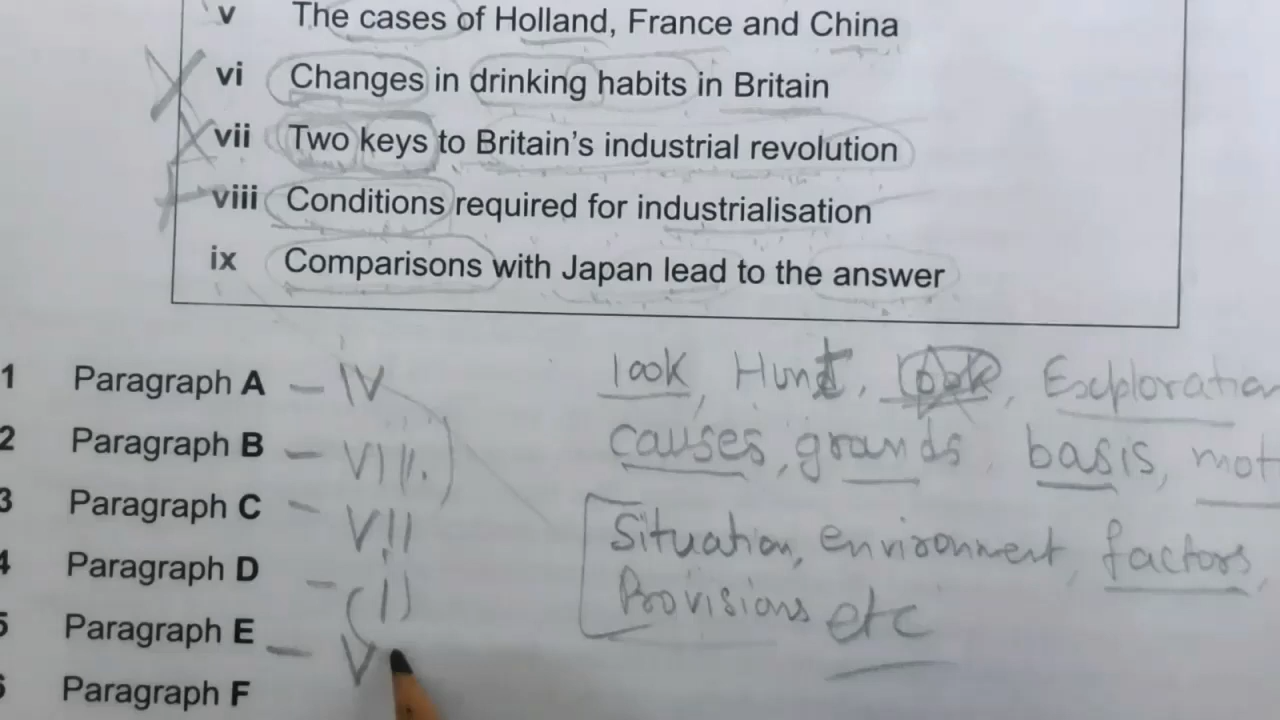 v The cases of Holland, France and China
vi Changes in drinking habits in Britain
vii Two keys to Britain's industrial revolution
viii Conditions required for industrialisation
ix Comparisons with Japan lead to the answer
1 Paragraph A – IV
2 Paragraph B – VIII.
3 Paragraph C – VII
4 Paragraph D – (i)
5 Paragraph E – V
6 Paragraph F
look, Hunt, look, Exploration
causes, grands, basis, mot
Situation, environment, factors,
Provisions etc